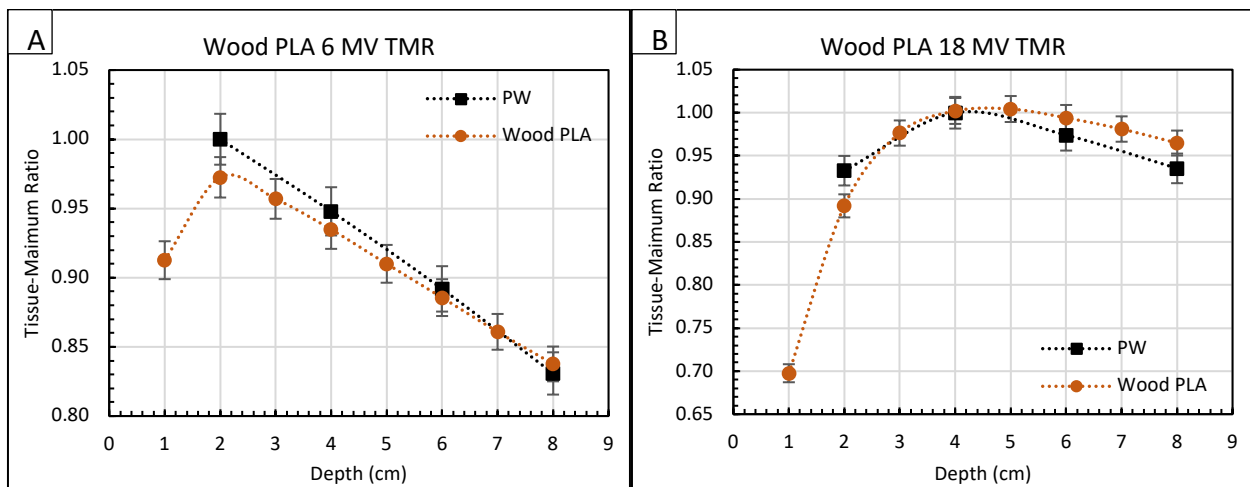 A
Wood PLA 6 MV TMR
1.05
1.00
0.95
0.90
0.85
0.80
Tissue-Maimum Ratio
PW
Wood PLA
0 1 2 3 4 5 6 7 8 9
Depth (cm)
B
Wood PLA 18 MV TMR
1.05
1.00
0.95
0.90
0.85
0.80
0.75
0.70
0.65
Tissue-Maimum Ratio
PW
Wood PLA
0 1 2 3 4 5 6 7 8 9
Depth (cm)